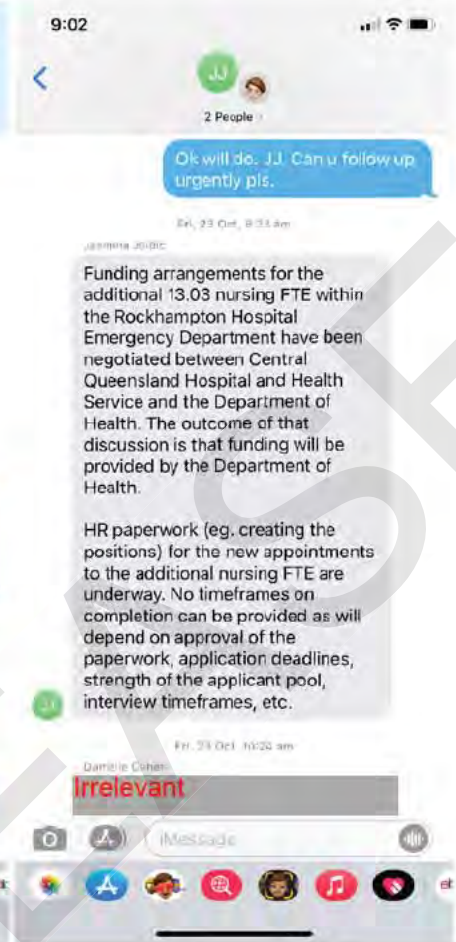 9:02
JJ
2 People
Ok will do. JJ. Can u follow up
urgently pls.
Fri, 23 Oct, 9:23 am
Funding arrangements for the
additional 13.03 nursing FTE within
the Rockhampton Hospital
Emergency Department have been
negotiated between Central
Queensland Hospital and Health
Service and the Department of
Health. The outcome of that
discussion is that funding will be
provided by the Department of
Health.
HR paperwork (eg. creating the
positions) for the new appointments
to the additional nursing FTE are
underway. No timeframes on
completion can be provided as will
depend on approval of the
paperwork, application deadlines,
strength of the applicant pool,
interview timeframes, etc.
JJ
Fri, 23 Oct, 10:24 am
Irrelevant
iMessage